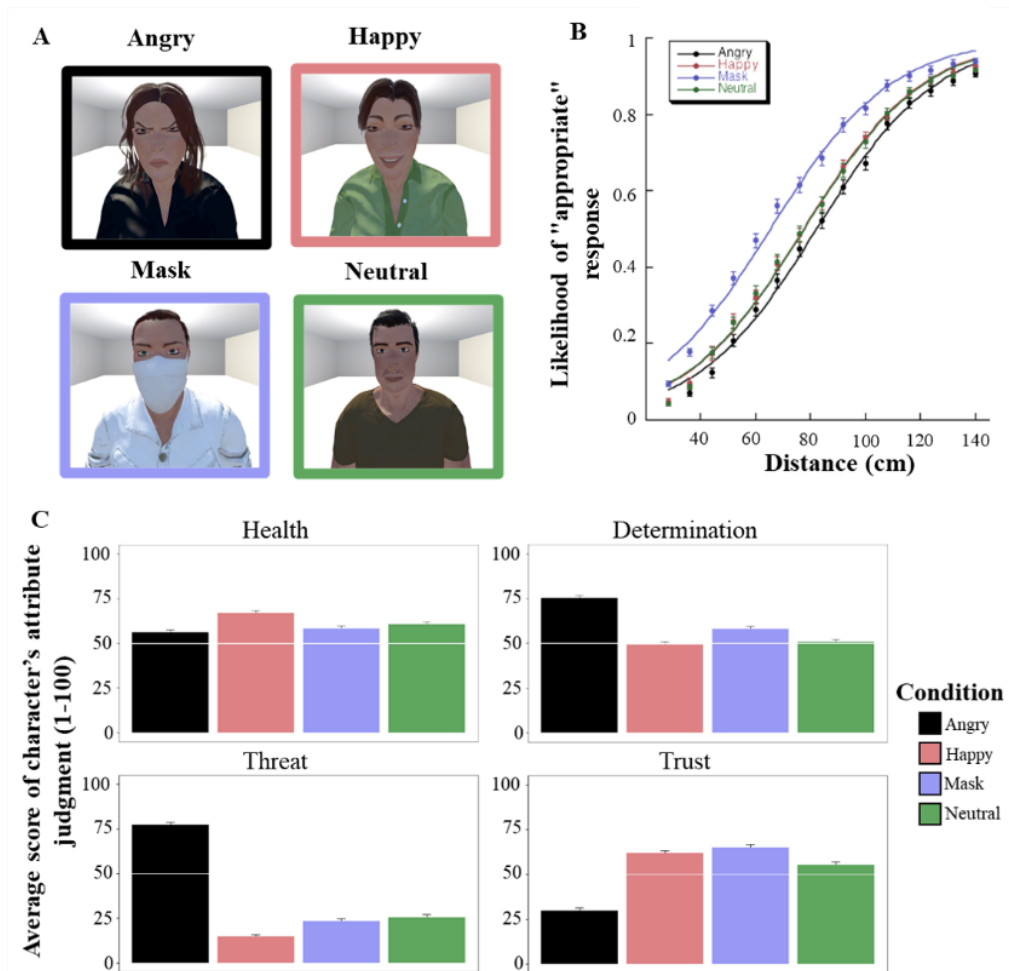 A
Angry
Happy
Mask
Neutral
B
Likelihood of "appropriate"
response
1
0.8
0.6
0.4
0.2
0
Angry
Happy
Mask
Neutral
40
60
80
100
120
140
Distance (cm)
C
Average score of character's attribute
judgment (1-100)
Health
100
75
50
25
0
Determination
100
75
50
25
0
Threat
100
75
50
25
0
Trust
100
75
50
25
0
Condition
Angry
Happy
Mask
Neutral